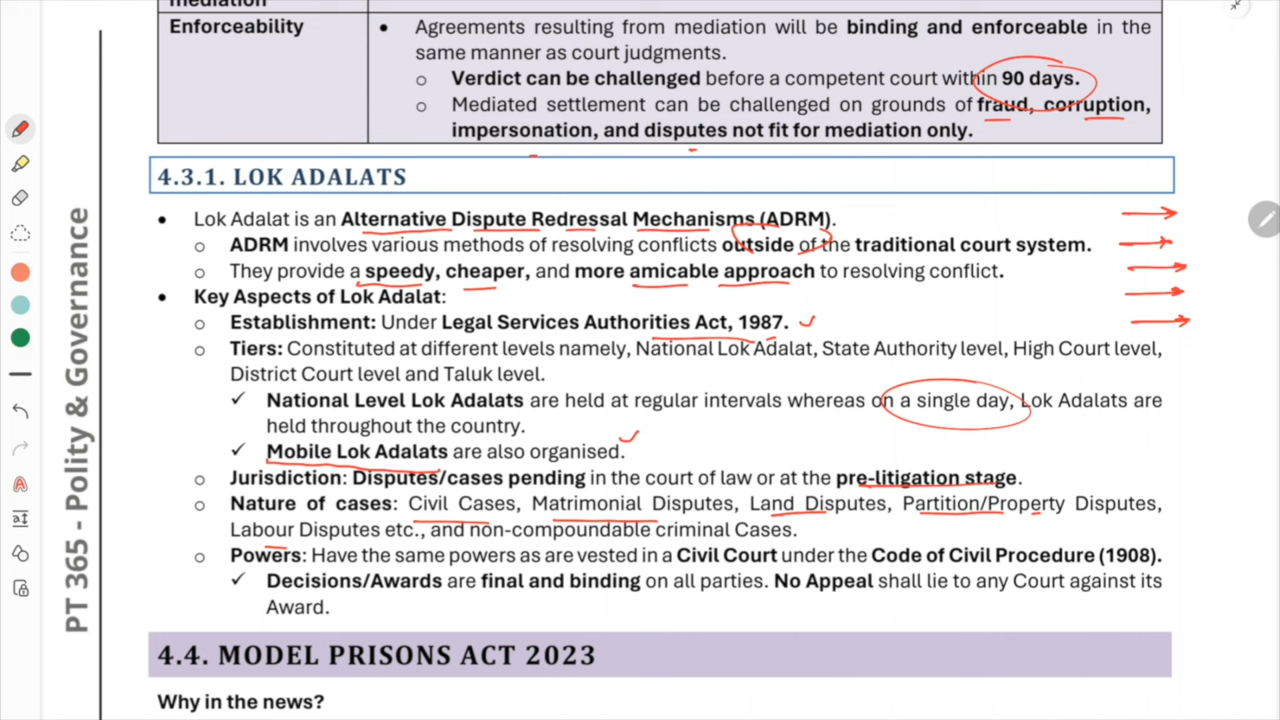 mediation
Enforceability
• Agreements resulting from mediation will be binding and enforceable in the
same manner as court judgments.
o Verdict can be challenged before a competent court within 90 days.
o Mediated settlement can be challenged on grounds of fraud, corruption,
impersonation, and disputes not fit for mediation only.
4.3.1. LOK ADALATS
• Lok Adalat is an Alternative Dispute Redressal Mechanisms (ADRM).
o ADRM involves various methods of resolving conflicts outside of the traditional court system.
o They provide a speedy, cheaper, and more amicable approach to resolving conflict.
• Key Aspects of Lok Adalat:
o Establishment: Under Legal Services Authorities Act, 1987.
o Tiers: Constituted at different levels namely, National Lok Adalat, State Authority level, High Court level,
District Court level and Taluk level.
✓ National Level Lok Adalats are held at regular intervals whereas on a single day, Lok Adalats are
held throughout the country.
✓ Mobile Lok Adalats are also organised.
o Jurisdiction: Disputes/cases pending in the court of law or at the pre-litigation stage.
o Nature of cases: Civil Cases, Matrimonial Disputes, Land Disputes, Partition/Property Disputes,
Labour Disputes etc., and non-compoundable criminal Cases.
o Powers: Have the same powers as are vested in a Civil Court under the Code of Civil Procedure (1908).
✓ Decisions/Awards are final and binding on all parties. No Appeal shall lie to any Court against its
Award.
4.4. MODEL PRISONS ACT 2023
Why in the news?
PT 365 - Polity & Governance